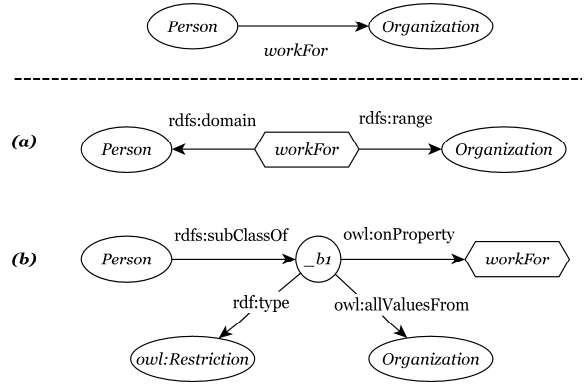 Person
Organization
workFor
rdfs:domain
rdfs:range
(a)
Person
workFor
Organization
rdfs:subClassOf
owl:onProperty
(b)
Person
_b1
workFor
rdf:type
owl:allValuesFrom
owl:Restriction
Organization